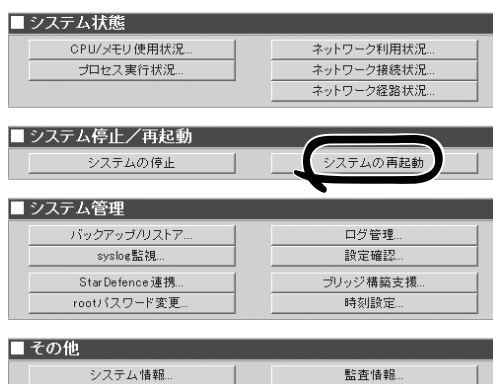 ■ システム状態
CPU/メモリ使用状況... ネットワーク利用状況...
プロセス実行状況... ネットワーク接続状況...
ネットワーク経路状況...
■ システム停止／再起動
システムの停止 システムの再起動
■ システム管理
バックアップ/リストア... ログ管理...
syslog監視... 設定確認...
StarDefence連携... ブリッジ構築支援...
rootパスワード変更... 時刻設定...
■ その他
システム情報... 監査情報...